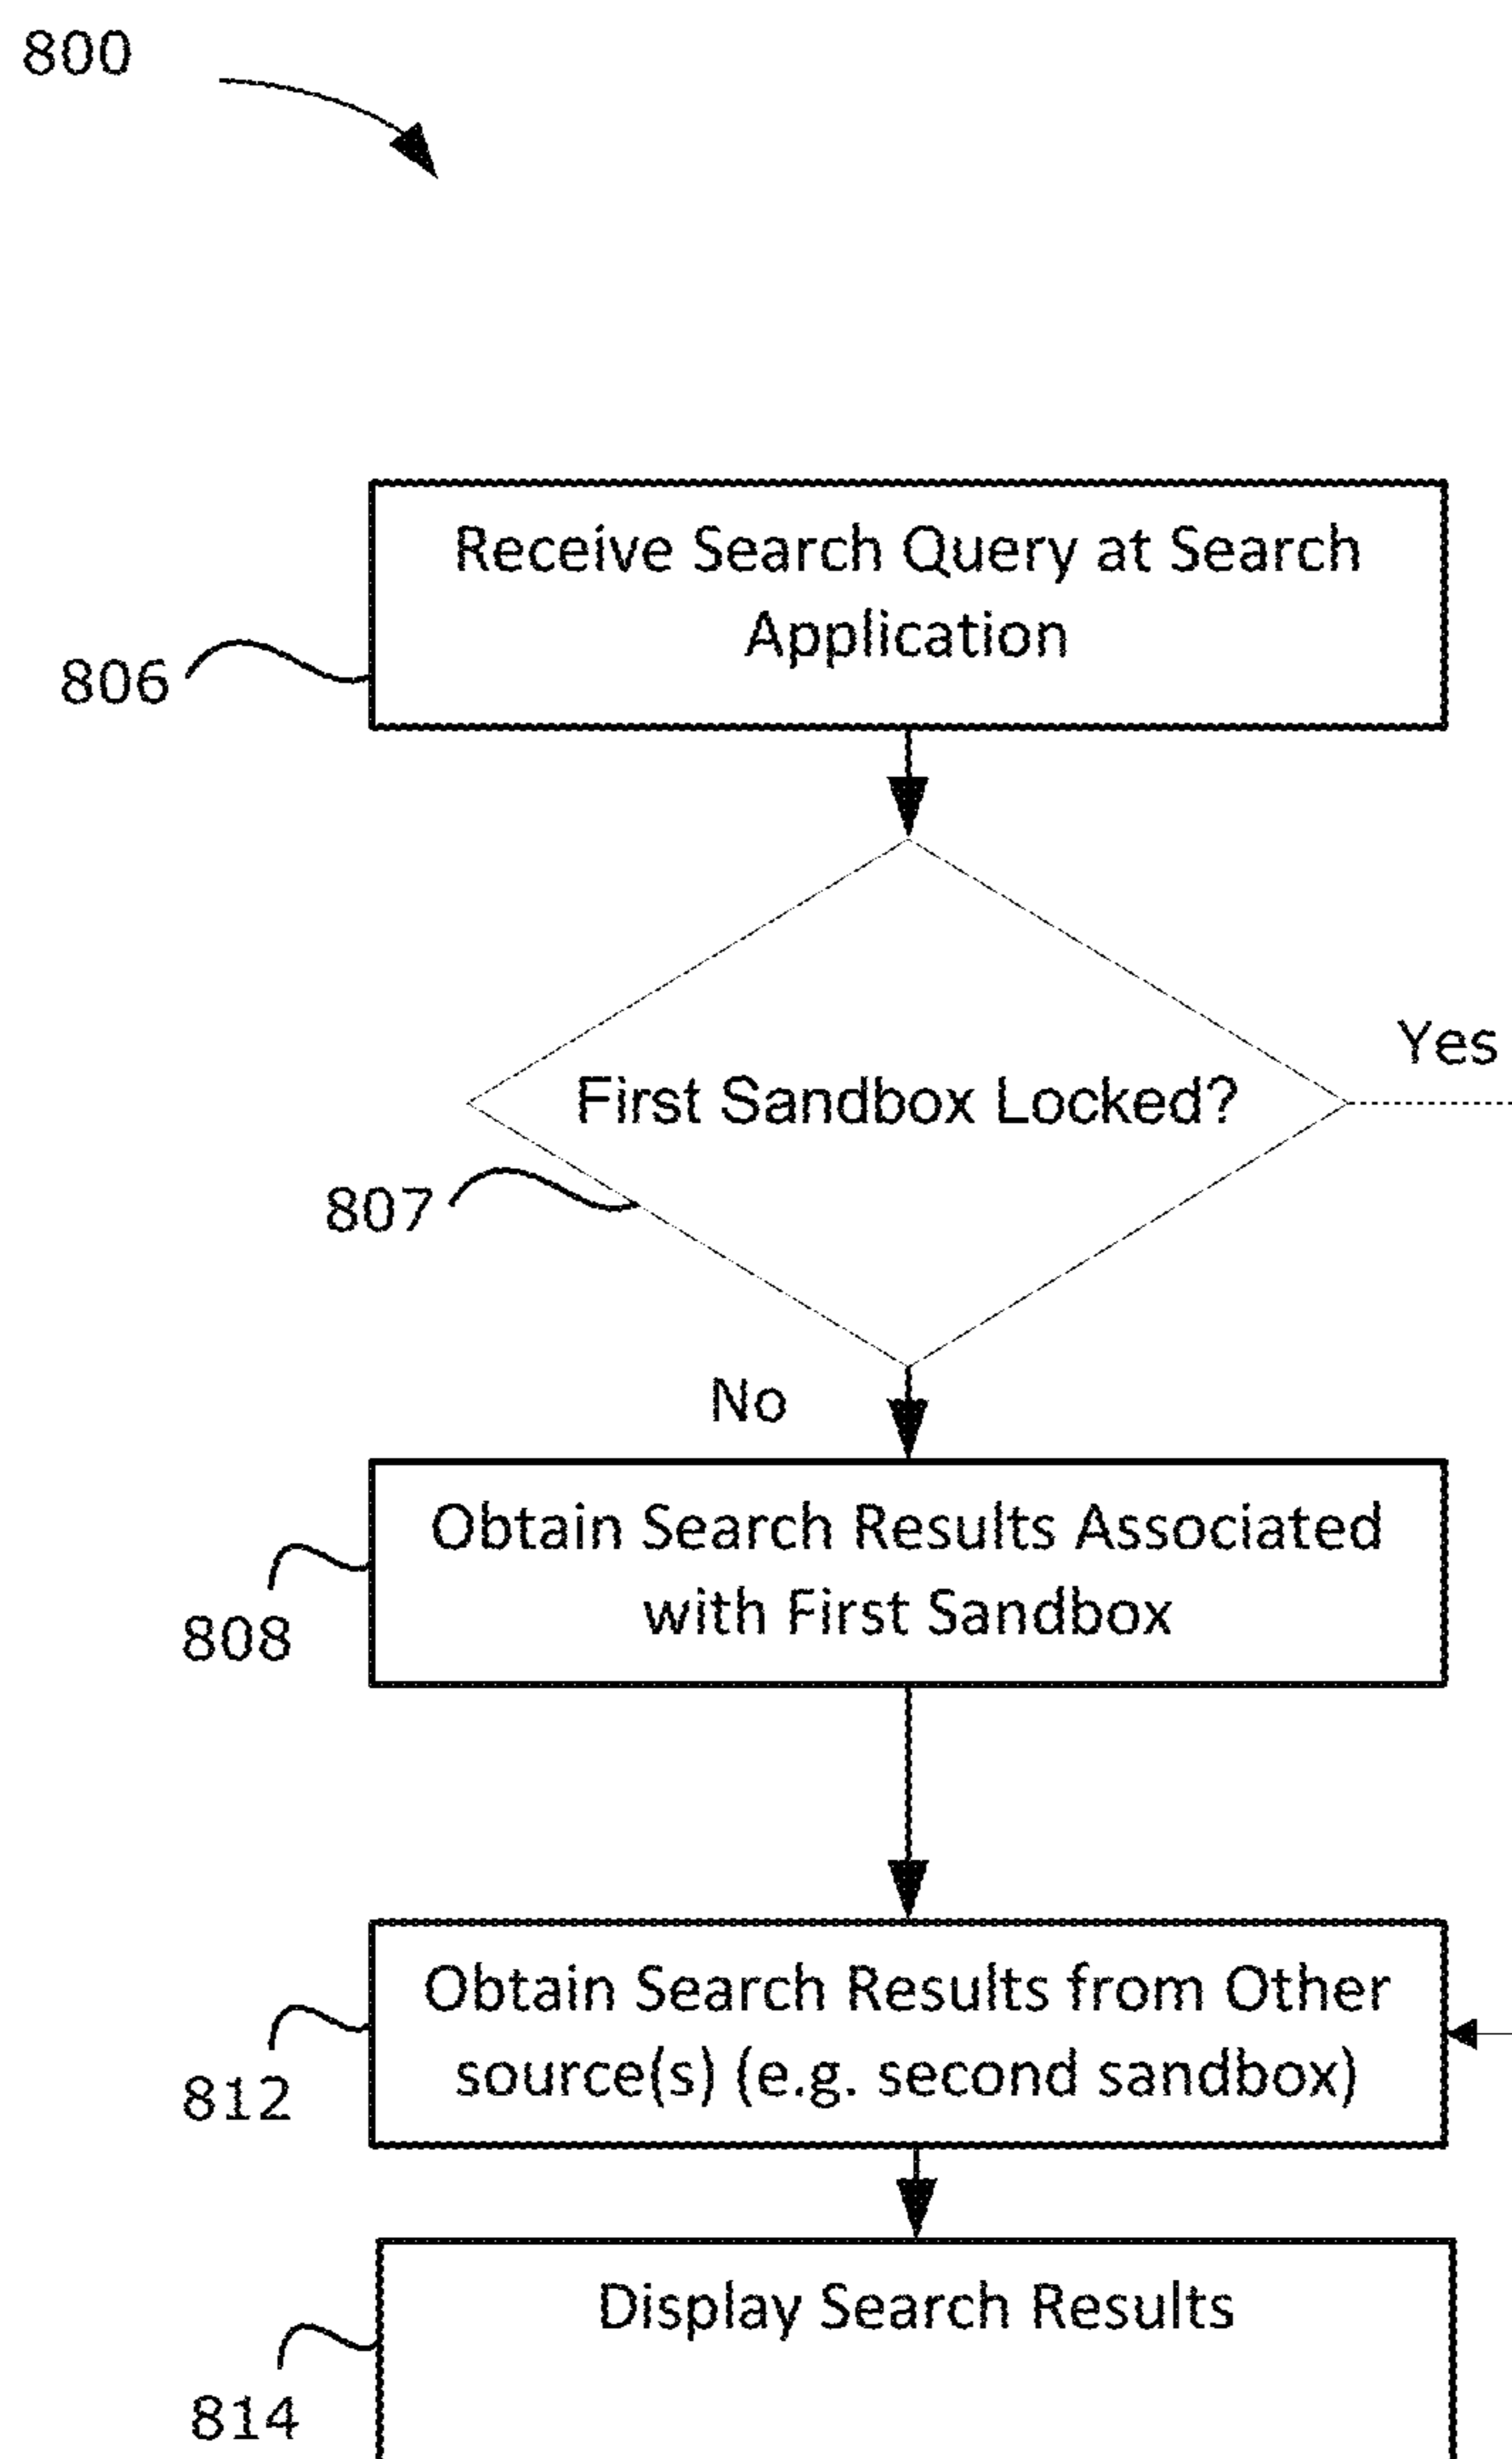 800
Receive Search Query at Search
Application
806
Yes
First Sandbox Locked?
807
No
Obtain Search Results Associated
with First Sandbox
808
Obtain Search Results from Other
source(s) (e.g. second sandbox)
812
Display Search Results
814